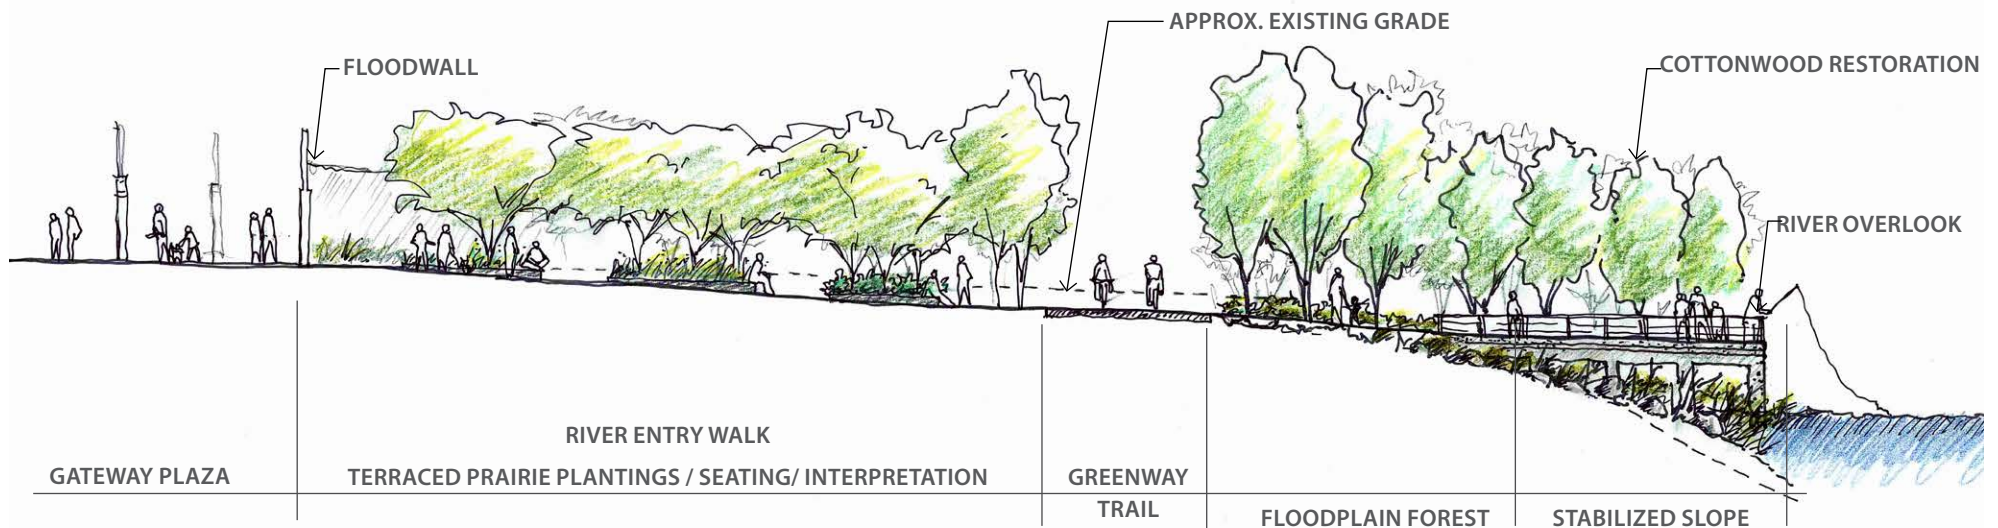 APPROX. EXISTING GRADE
FLOODWALL
COTTONWOOD RESTORATION
RIVER OVERLOOK
RIVER ENTRY WALK
GATEWAY PLAZA
TERRACED PRAIRIE PLANTINGS / SEATING/ INTERPRETATION
GREENWAY
TRAIL
FLOODPLAIN FOREST
STABILIZED SLOPE